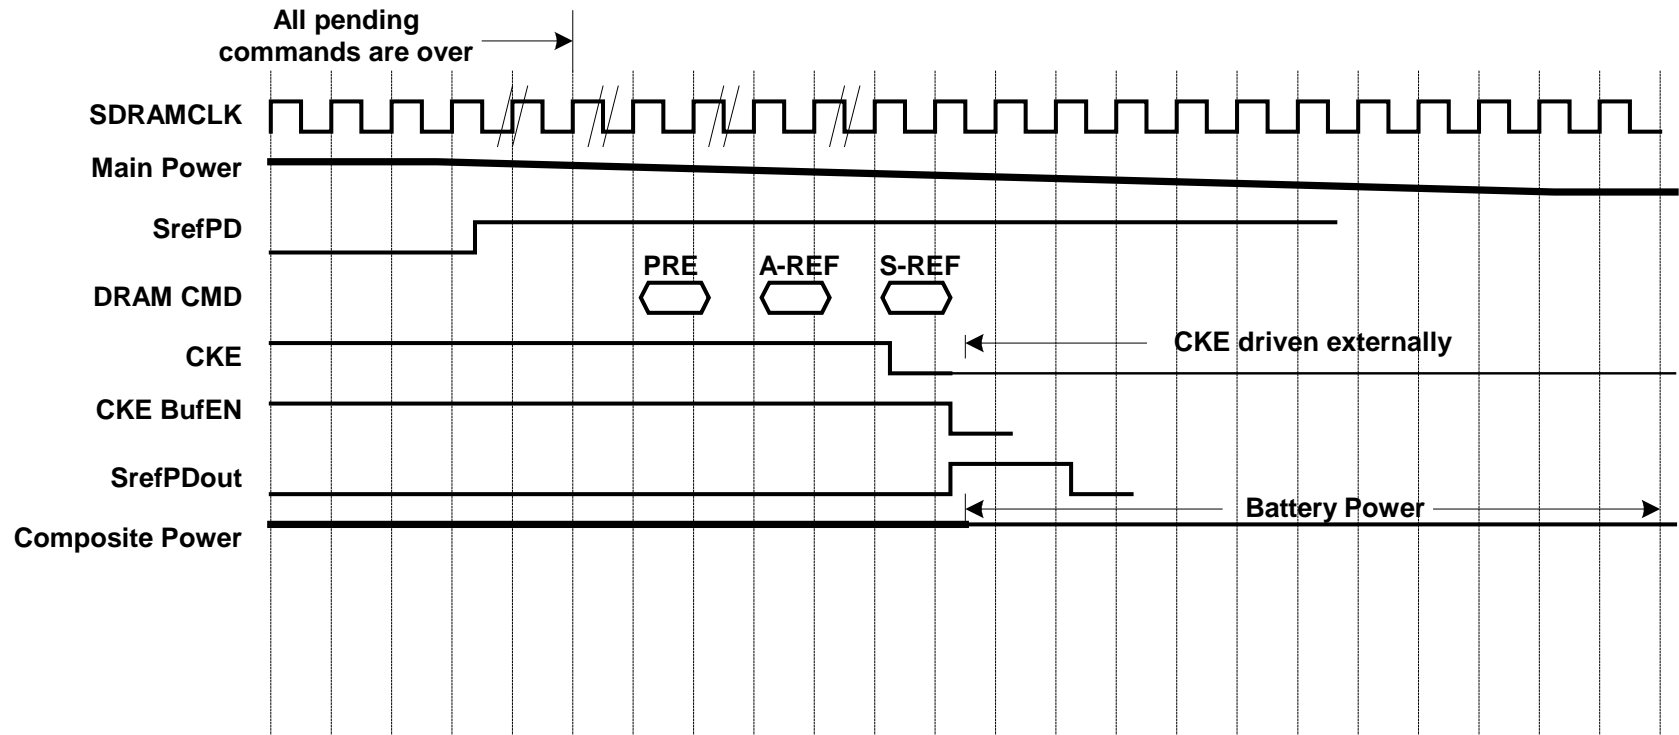 All pending
commands are over
SDRAMCLK
Main Power
SrefPD
PRE A-REF S-REF
DRAM CMD
CKE driven externally
CKE
CKE BufEN
SrefPDout
Battery Power
Composite Power